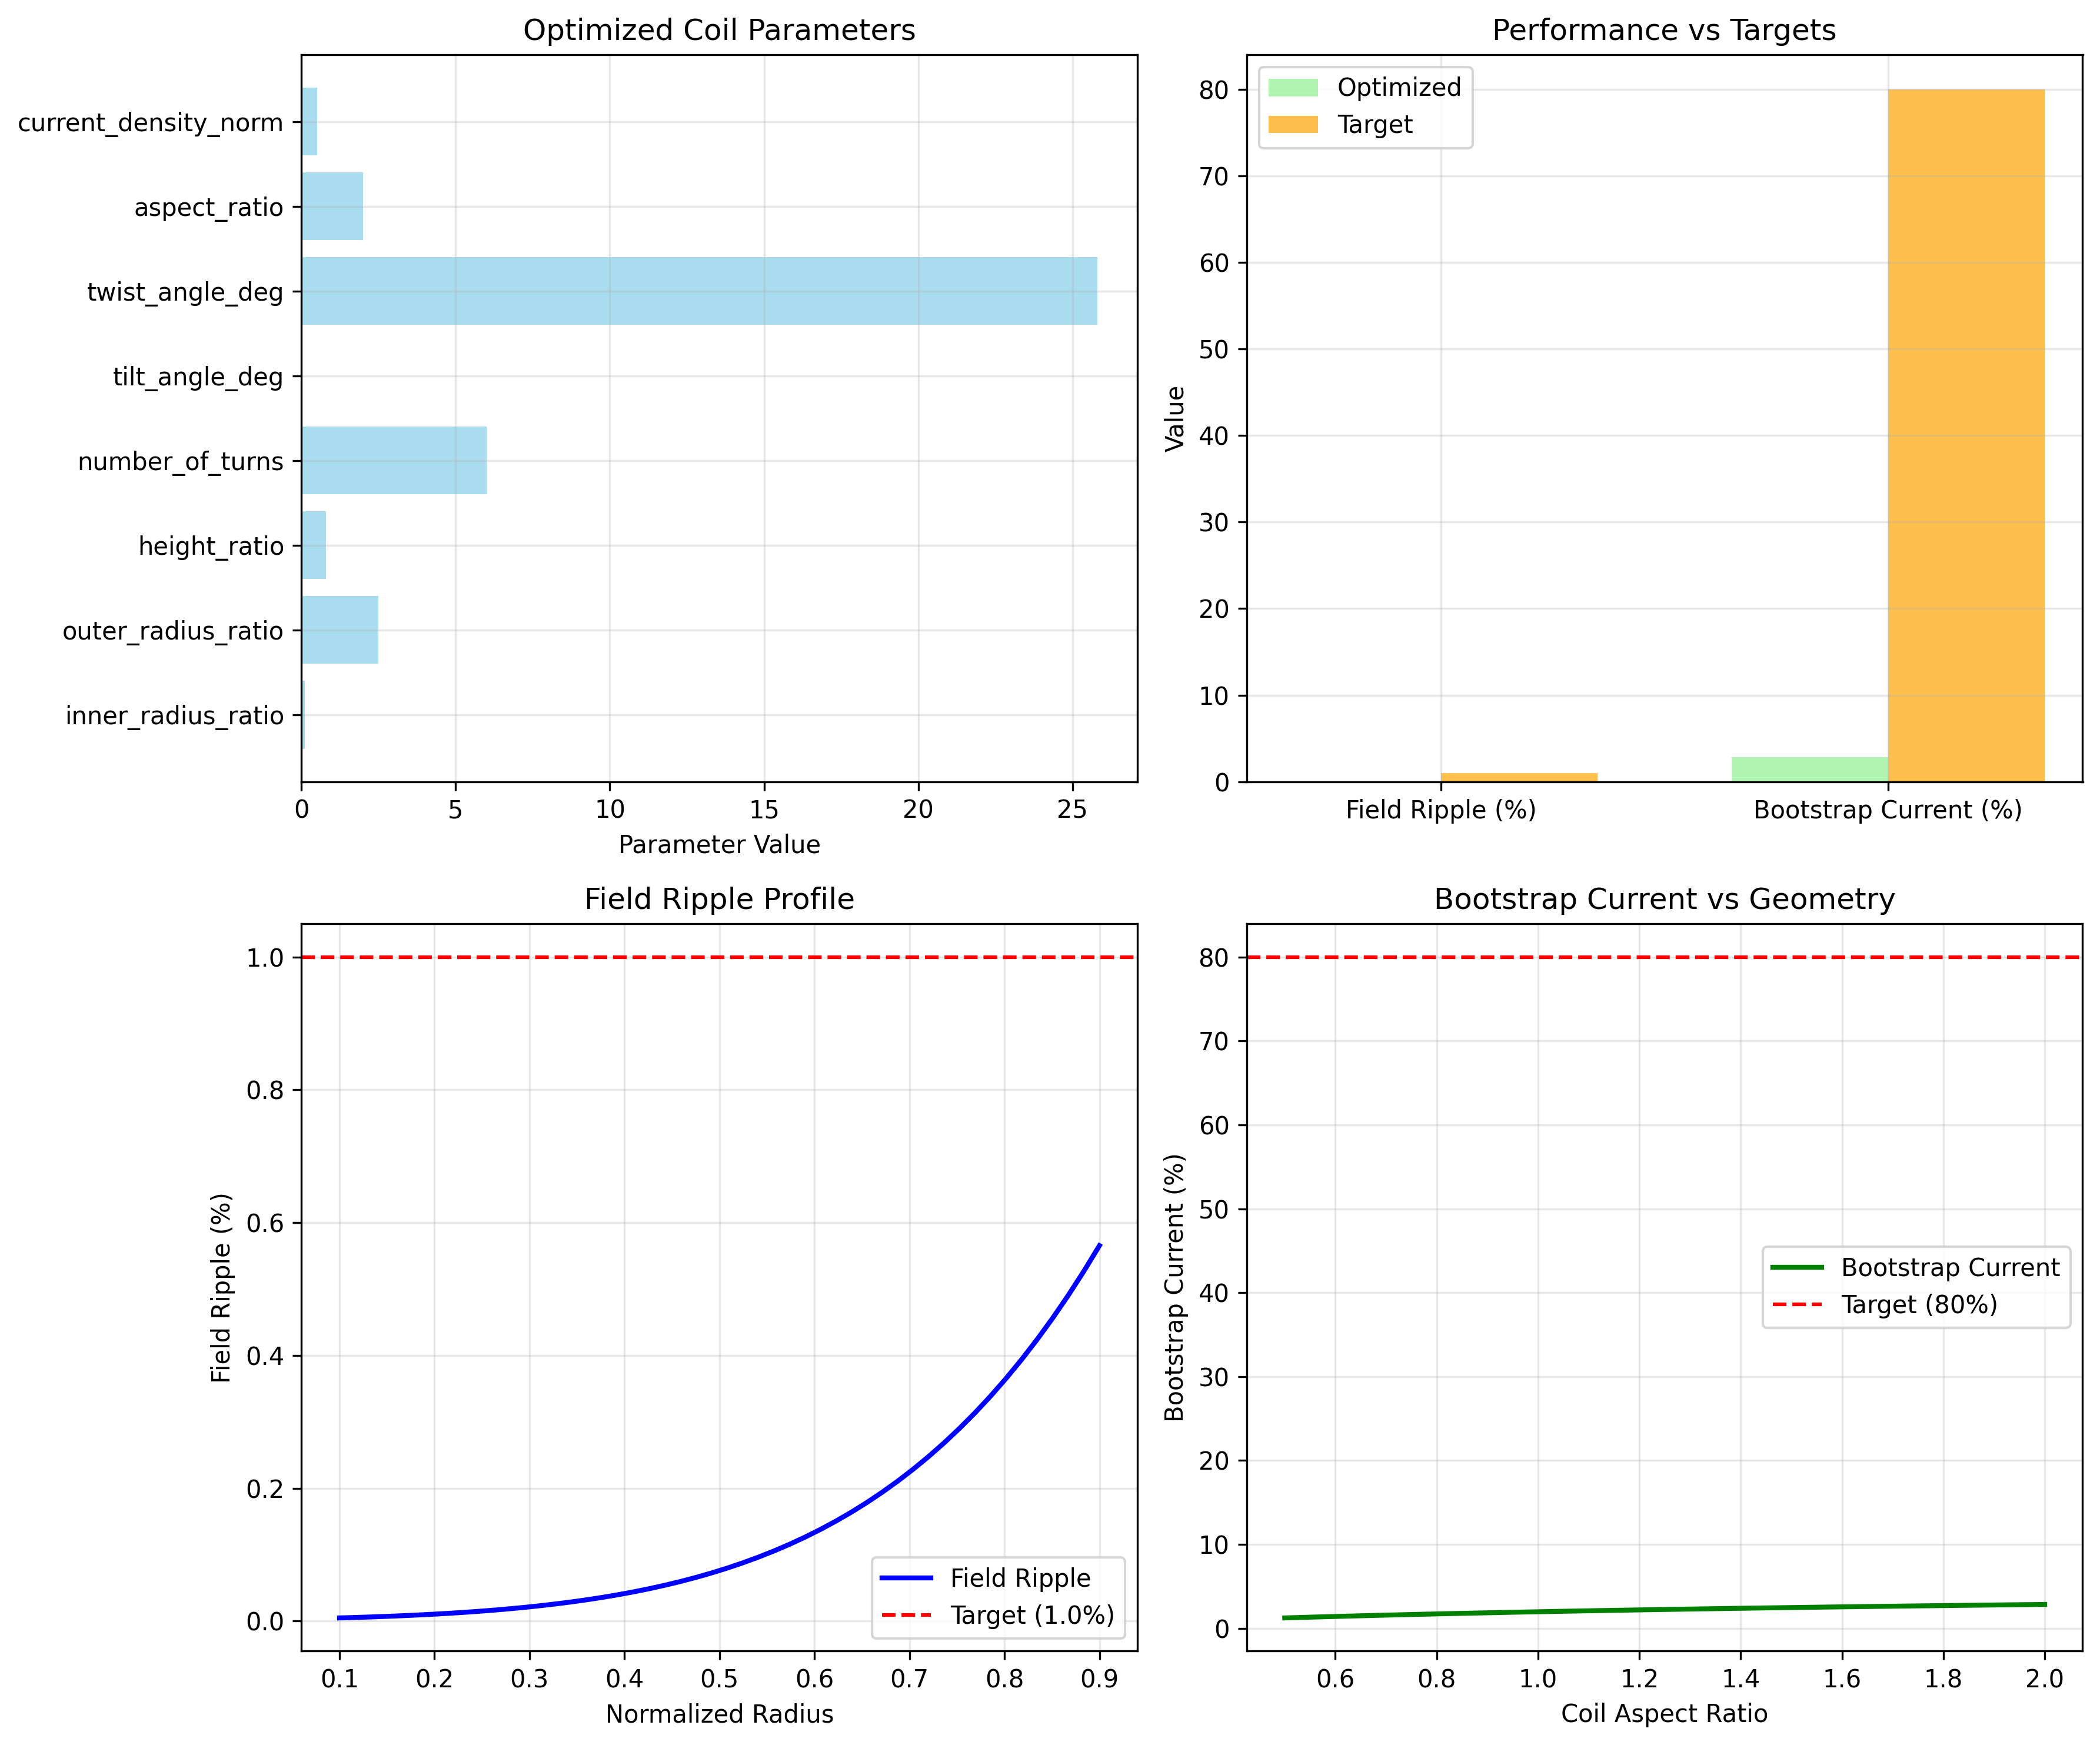 Optimized Coil Parameters
current_density_norm
aspect_ratio
twist_angle_deg
tilt_angle_deg
number_of_turns
height_ratio
outer_radius_ratio
inner_radius_ratio
0 5 10 15 20 25
Parameter Value
Performance vs Targets
Optimized
Target
Value
80
70
60
50
40
30
20
10
0
Field Ripple (%) Bootstrap Current (%)
Field Ripple Profile
Field Ripple (%)
1.0
0.8
0.6
0.4
0.2
0.0
Field Ripple
Target (1.0%)
0.1 0.2 0.3 0.4 0.5 0.6 0.7 0.8 0.9
Normalized Radius
Bootstrap Current vs Geometry
Bootstrap Current (%)
80
70
60
50
40
30
20
10
0
Bootstrap Current
Target (80%)
0.6 0.8 1.0 1.2 1.4 1.6 1.8 2.0
Coil Aspect Ratio